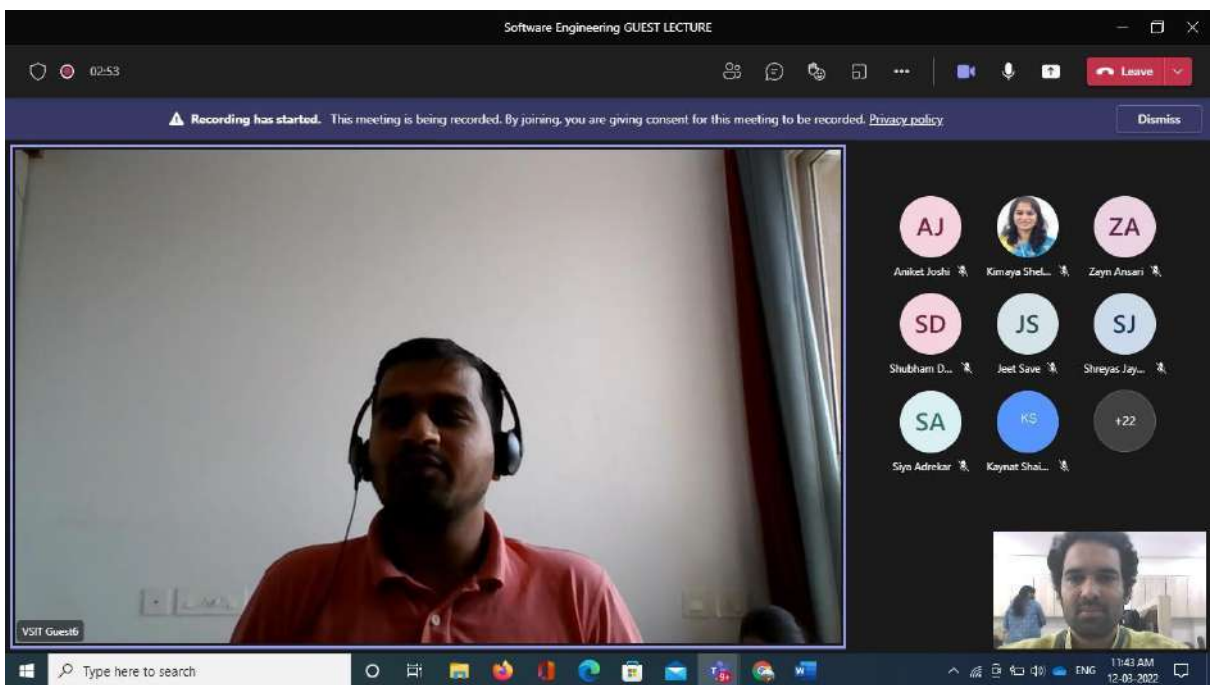 Software Engineering GUEST LECTURE
02:53
Leave
Recording has started. This meeting is being recorded. By joining, you are giving consent for this meeting to be recorded. Privacy policy
Dismiss
AJ
ZA
Aniket Joshi
Kimaya Shel...
Zayn Ansari
SD
JS
SJ
Shubham D...
Jeet Save
Shreyas Jay...
SA
KS
+22
Siya Adrekar
Kaynat Shai...
VSIT Guest6
Type here to search
ENG
11:43 AM
12-03-2022